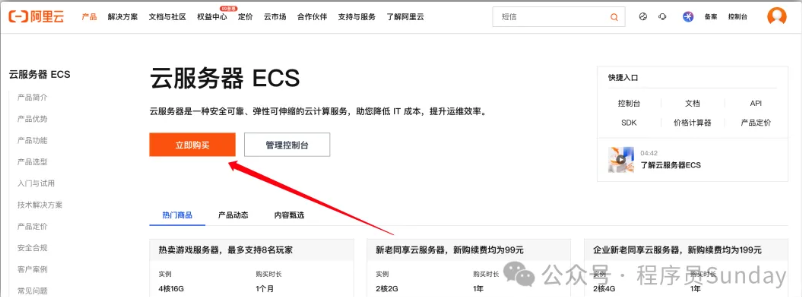 阿里云 产品 解决方案 文档与社区 权益中心 定价 云市场 合作伙伴 支持与服务 了解阿里云 短信 备案 控制台
云服务器 ECS
产品简介
产品优势
产品功能
产品选型
入门与试用
技术解决方案
产品定价
安全合规
客户案例
常见问题
云服务器 ECS
云服务器是一种安全可靠、弹性可伸缩的云计算服务，助您降低 IT 成本，提升运维效率。
立即购买 管理控制台
快捷入口
控制台 文档 API
SDK 价格计算器 产品定价
04:42
了解云服务器ECS
热门商品 产品动态 内容甄选
热卖游戏服务器，最多支持8名玩家
实例 购买时长
4核16G 1个月
新老同享云服务器，新购续费均为99元
实例 购买时长
2核2G 1年
企业新老同享云服务器，新购续费均为199元
实例
2核4G 1年
公众号 · 程序员Sunday